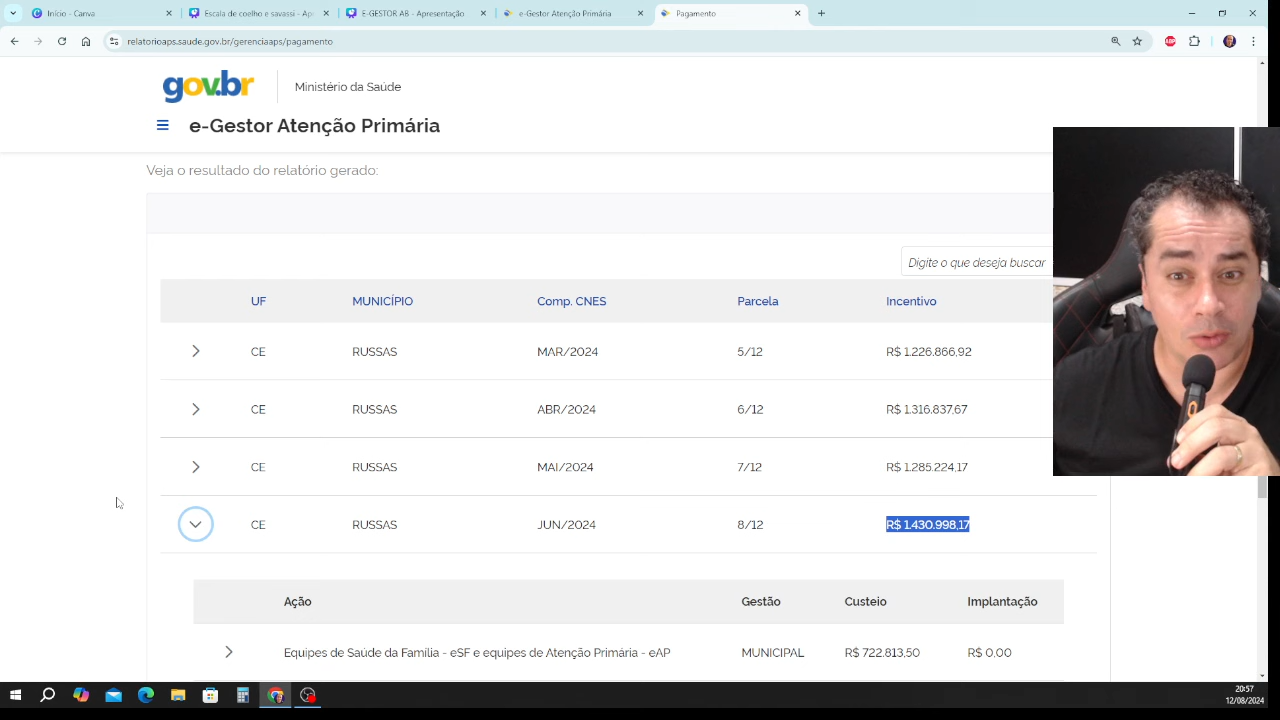 Início - Canva
Escala de coelho e savassi - Ap
E-GESTOR AB - Apresentação
e-Gestor Atenção Primária
Pagamento
relatorioaps.saude.gov.br/gerenciaaps/pagamento
ABP
gov.br
Ministério da Saúde
e-Gestor Atenção Primária
Veja o resultado do relatório gerado:
Digite o que deseja buscar
UF MUNICÍPIO Comp. CNES Parcela Incentivo
CE RUSSAS MAR/2024 5/12 R$ 1.226.866,92
CE RUSSAS ABR/2024 6/12 R$ 1.316.837,67
CE RUSSAS MAI/2024 7/12 R$ 1.285.224,17
CE RUSSAS JUN/2024 8/12 R$ 1.430.998,17
Ação Gestão Custeio Implantação
Equipes de Saúde da Família - eSF e equipes de Atenção Primária - eAP MUNICIPAL R$ 722.813,50 R$ 0,00
20:57
12/08/2024